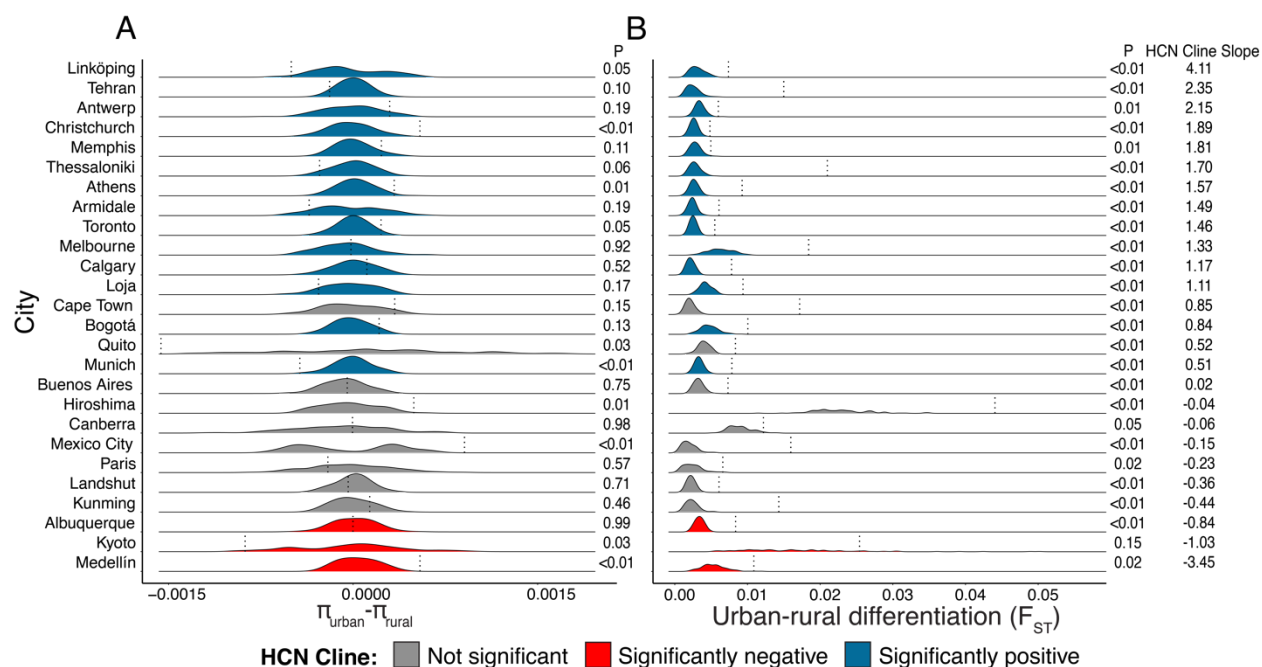 A B
P P HCN Cline Slope
Linköping 0.05 <0.01 4.11
Tehran 0.10 <0.01 2.35
Antwerp 0.19 0.01 2.15
Christchurch <0.01 <0.01 1.89
Memphis 0.11 0.01 1.81
Thessaloniki 0.06 <0.01 1.70
Athens 0.01 <0.01 1.57
Armidale 0.19 <0.01 1.49
Toronto 0.05 <0.01 1.46
Melbourne 0.92 <0.01 1.33
Calgary 0.52 <0.01 1.17
Loja 0.17 <0.01 1.11
Cape Town 0.15 <0.01 0.85
Bogotá 0.13 <0.01 0.84
Quito 0.03 <0.01 0.52
Munich <0.01 <0.01 0.51
Buenos Aires 0.75 <0.01 0.02
Hiroshima 0.01 <0.01 -0.04
Canberra 0.98 0.05 -0.06
Mexico City <0.01 <0.01 -0.15
Paris 0.57 0.02 -0.23
Landshut 0.71 <0.01 -0.36
Kunming 0.46 <0.01 -0.44
Albuquerque 0.99 <0.01 -0.84
Kyoto 0.03 0.15 -1.03
Medellín <0.01 0.02 -3.45
City
−0.0015 0.0000 0.0015 0.00 0.01 0.02 0.03 0.04 0.05
πurban-πrural Urban-rural differentiation (FST)
HCN Cline: Not significant Significantly negative Significantly positive